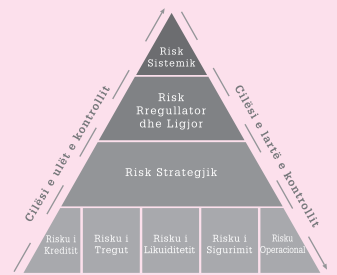 Risk
Sistemik
Risk
Rregullator
dhe Ligjor
Risk Strategjik
Risku i
Kreditit
Risku i
Tregut
Risku i
Likuiditetit
Risku i
Sigurimit
Risku
Operacional
Cilësi e ulët e kontrollit
Cilësi e lartë e kontrollit